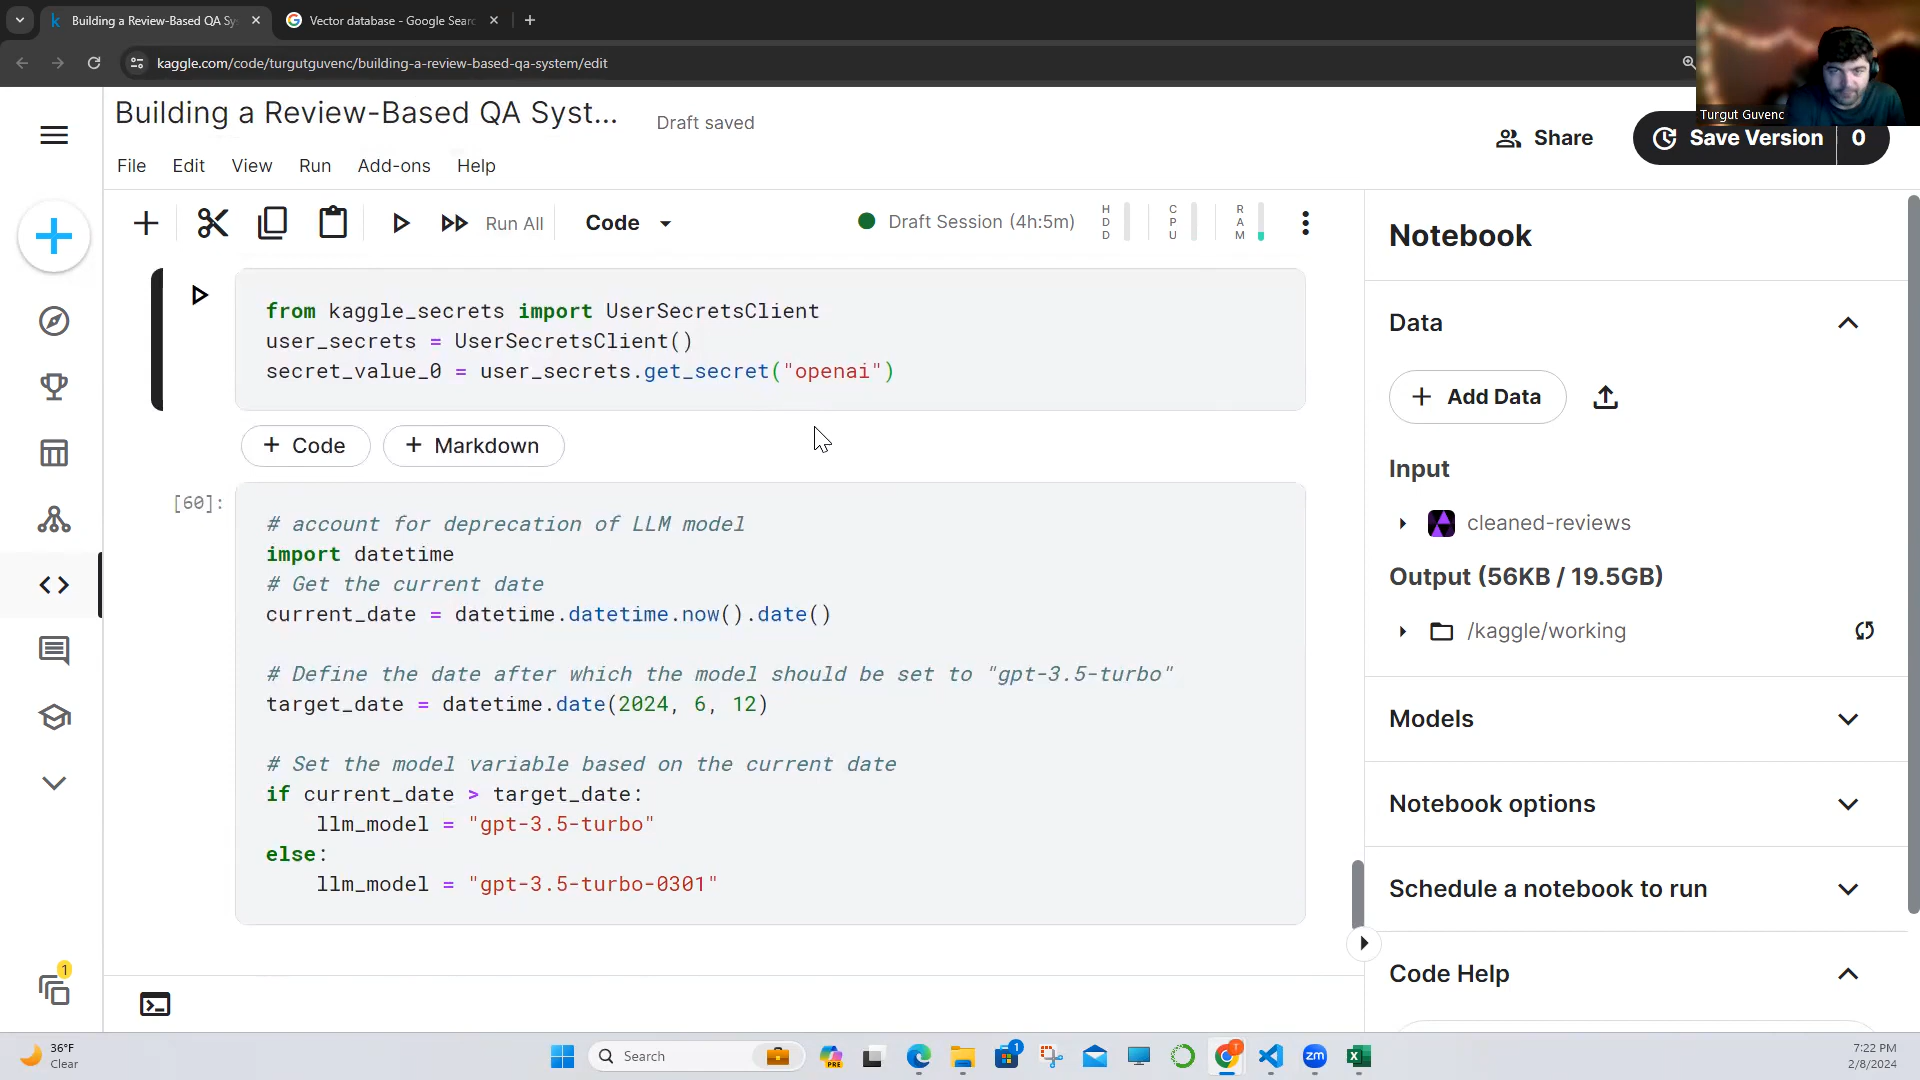 Building a Review-Based QA Sy
Vector database - Google Sear
kaggle.com/code/turgutguvenc/building-a-review-based-qa-system/edit
Turgut Guvenc
Building a Review-Based QA Syst...
Draft saved
Share
Save Version
0
File
Edit
View
Run
Add-ons
Help
Run All
Code
Draft Session (4h:5m)
HDD
CPU
RAM
from kaggle_secrets import UserSecretsClient
user_secrets = UserSecretsClient()
secret_value_0 = user_secrets.get_secret("openai")
+ Code
+ Markdown
[60]:
# account for deprecation of LLM model
import datetime
# Get the current date
current_date = datetime.datetime.now().date()
# Define the date after which the model should be set to "gpt-3.5-turbo"
target_date = datetime.date(2024, 6, 12)
# Set the model variable based on the current date
if current_date > target_date:
    llm_model = "gpt-3.5-turbo"
else:
    llm_model = "gpt-3.5-turbo-0301"
Notebook
Data
+ Add Data
Input
cleaned-reviews
Output (56KB / 19.5GB)
/kaggle/working
Models
Notebook options
Schedule a notebook to run
Code Help
1
36°F
Clear
Search
PRE
1
T
zm
7:22 PM
2/8/2024